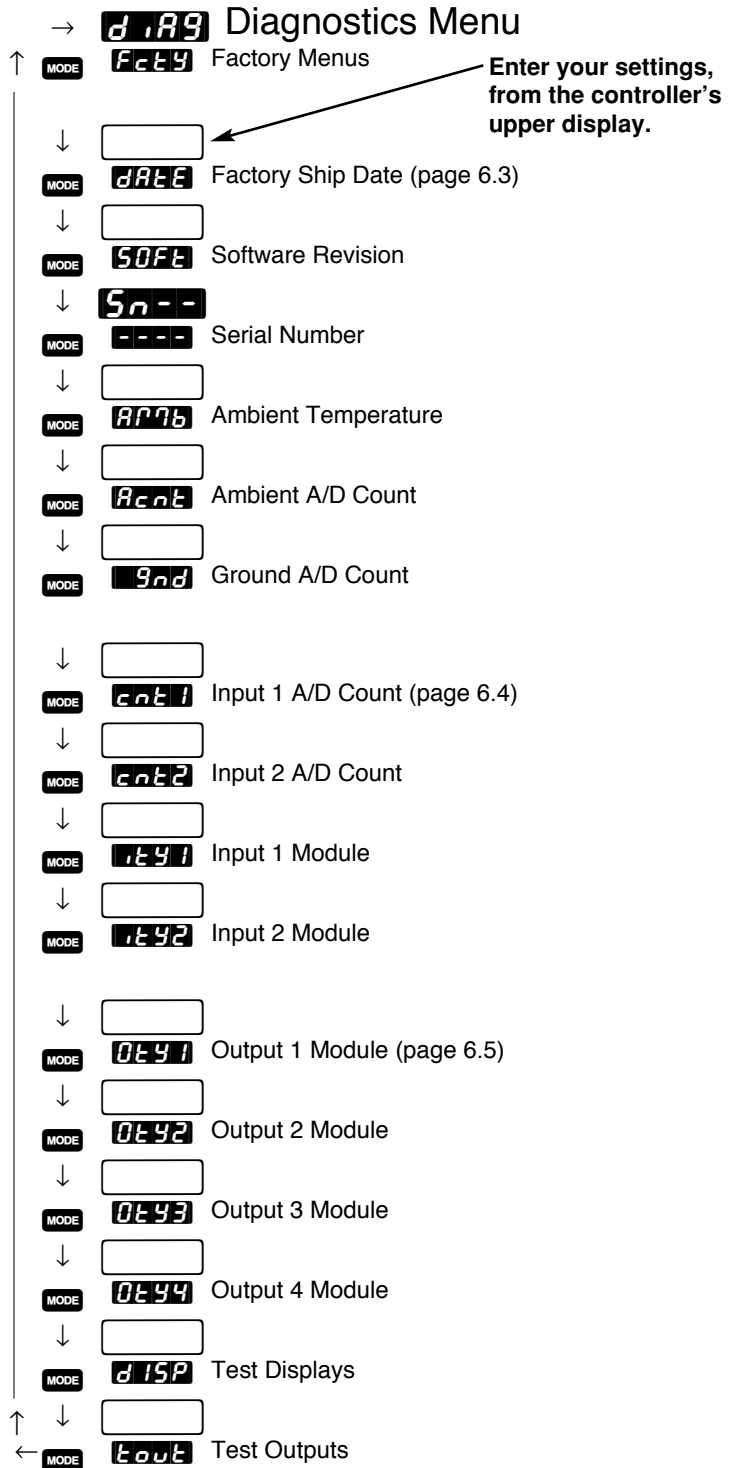 → diAg Diagnostics Menu
↑ MODE Fcty Factory Menus
Enter your settings,
from the controller's
upper display.
↓
MODE dAtE Factory Ship Date (page 6.3)
↓
MODE SOFt Software Revision
↓ Sn--
MODE ---- Serial Number
↓
MODE AMb Ambient Temperature
↓
MODE Acnt Ambient A/D Count
↓
MODE gnd Ground A/D Count
↓
MODE cnt1 Input 1 A/D Count (page 6.4)
↓
MODE cnt2 Input 2 A/D Count
↓
MODE ity1 Input 1 Module
↓
MODE ity2 Input 2 Module
↓
MODE Oty1 Output 1 Module (page 6.5)
↓
MODE Oty2 Output 2 Module
↓
MODE Oty3 Output 3 Module
↓
MODE Oty4 Output 4 Module
↓
MODE dISP Test Displays
↑ ↓
← MODE tout Test Outputs